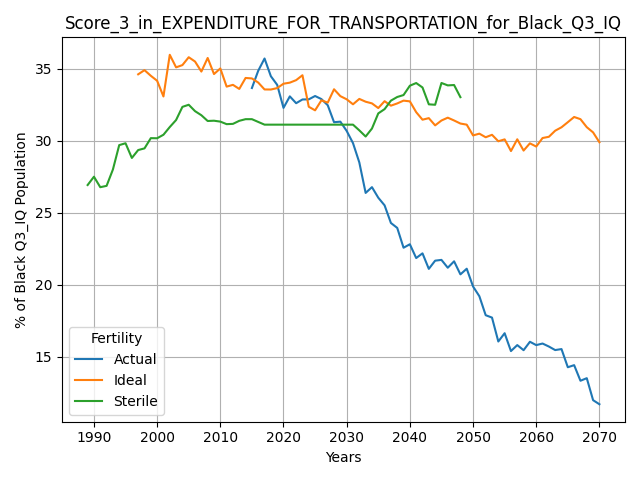 Score_3_in_EXPENDITURE_FOR_TRANSPORTATION_for_Black_Q3_IQ
% of Black Q3_IQ Population
35
30
25
20
15
Fertility
Actual
Ideal
Sterile
1990 2000 2010 2020 2030 2040 2050 2060 2070
Years